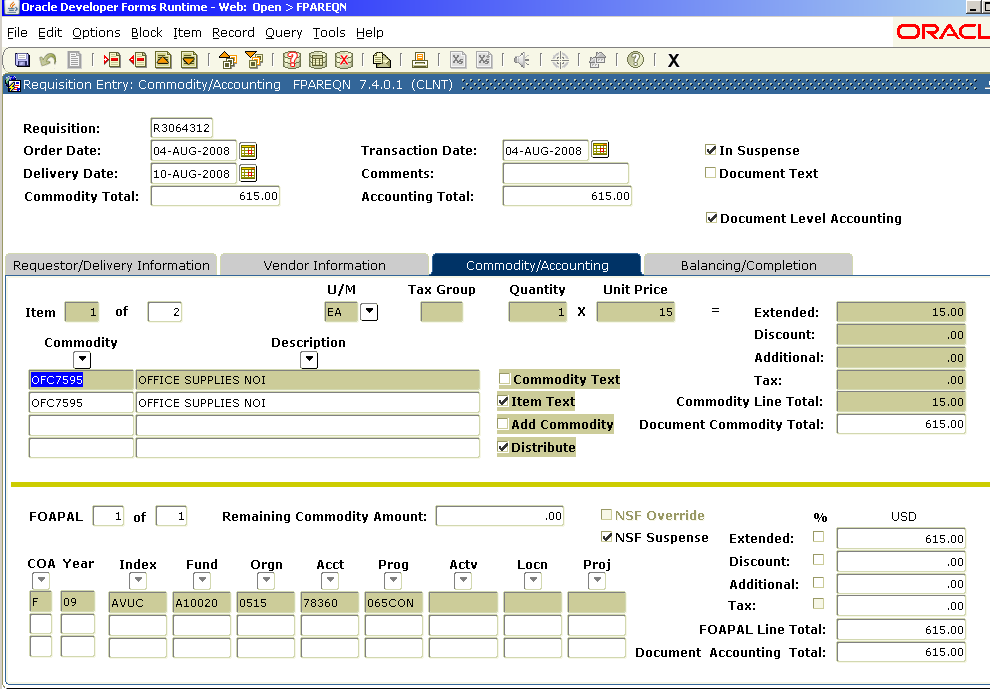 Oracle Developer Forms Runtime - Web: Open > FPAREQN
File Edit Options Block Item Record Query Tools Help
ORACL
X
Requisition Entry: Commodity/Accounting FPAREQN 7.4.0.1 (CLNT)
Requisition: R3064312
Order Date: 04-AUG-2008 Transaction Date: 04-AUG-2008 In Suspense
Delivery Date: 10-AUG-2008 Comments: Document Text
Commodity Total: 615.00 Accounting Total: 615.00
Document Level Accounting
Requestor/Delivery Information Vendor Information Commodity/Accounting Balancing/Completion
U/M Tax Group Quantity Unit Price
Item 1 of 2 EA 1 X 15 = Extended: 15.00
Discount: .00
Commodity Description
Additional: .00
OFC7595 OFFICE SUPPLIES NOI Commodity Text Tax: .00
OFC7595 OFFICE SUPPLIES NOI Item Text Commodity Line Total: 15.00
Add Commodity Document Commodity Total: 615.00
Distribute
FOAPAL 1 of 1 Remaining Commodity Amount: .00 NSF Override % USD
NSF Suspense Extended: 615.00
COA Year Index Fund Orgn Acct Prog Actv Locn Proj Discount: .00
Additional: .00
F 09 AVUC A10020 0515 78360 065CON Tax: .00
FOAPAL Line Total: 615.00
Document Accounting Total: 615.00